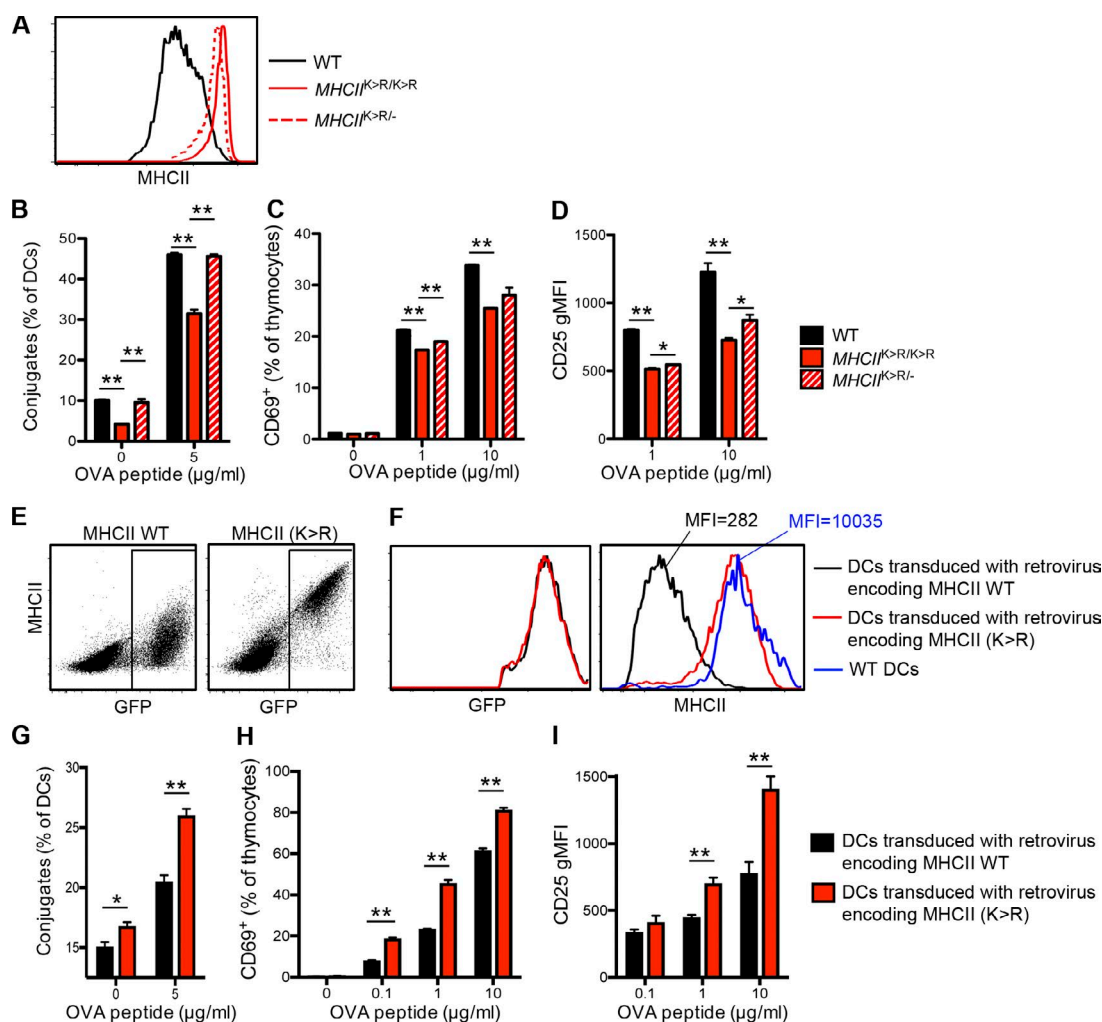 A
WT
MHCII^K>R/K>R
MHCII^K>R/-
MHCII
B
Conjugates (% of DCs)
50
40
30
20
10
0
**
**
**
**
0
5
OVA peptide (µg/ml)
C
CD69⁺ (% of thymocytes)
40
30
20
10
0
**
**
**
0
1
10
OVA peptide (µg/ml)
D
CD25 gMFI
1500
1000
500
0
**
*
**
*
1
10
OVA peptide (µg/ml)
WT
MHCII^K>R/K>R
MHCII^K>R/-
E
MHCII WT
MHCII (K>R)
MHCII
GFP
GFP
F
MFI=282
MFI=10035
GFP
MHCII
DCs transduced with retrovirus
encoding MHCII WT
DCs transduced with retrovirus
encoding MHCII (K>R)
WT DCs
G
Conjugates (% of DCs)
30
25
20
15
*
**
0
5
OVA peptide (µg/ml)
H
CD69⁺ (% of thymocytes)
100
80
60
40
20
0
**
**
**
0
0.1
1
10
OVA peptide (µg/ml)
I
CD25 gMFI
1500
1000
500
0
**
**
0.1
1
10
OVA peptide (µg/ml)
DCs transduced with retrovirus
encoding MHCII WT
DCs transduced with retrovirus
encoding MHCII (K>R)